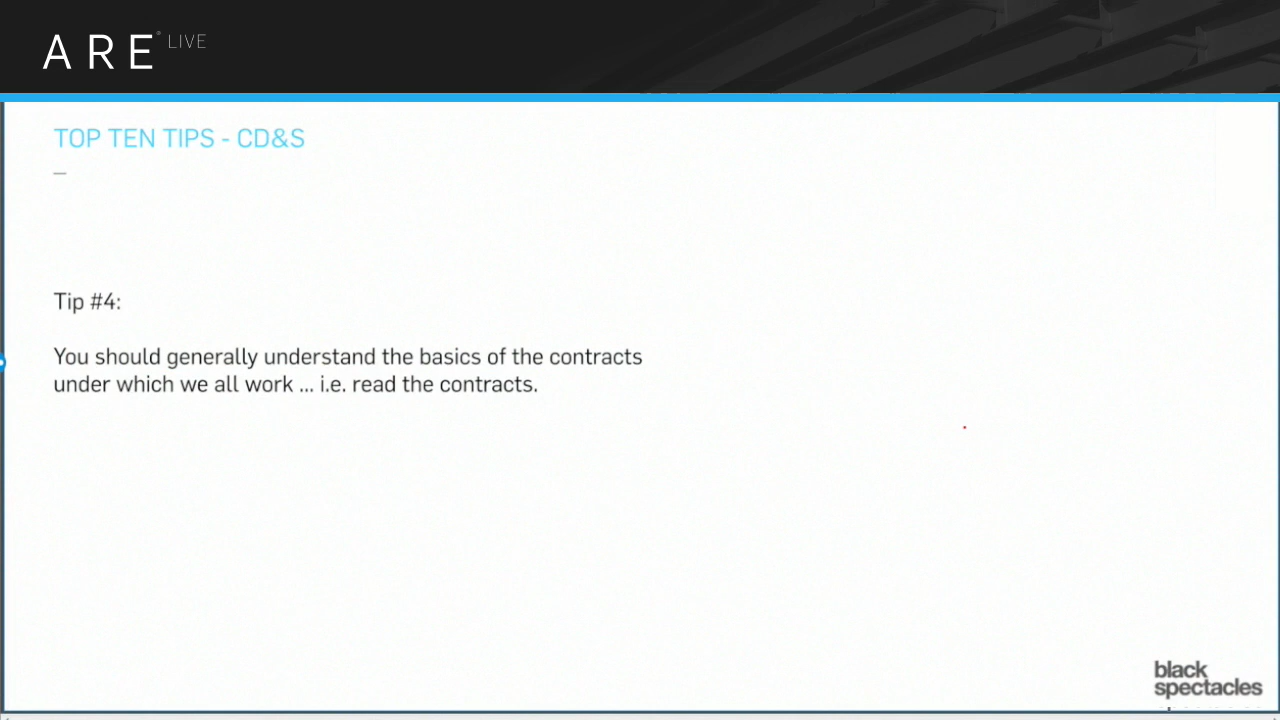 ARE® LIVE
TOP TEN TIPS - CD&S
Tip #4:
You should generally understand the basics of the contracts
under which we all work ... i.e. read the contracts.
black
spectacles